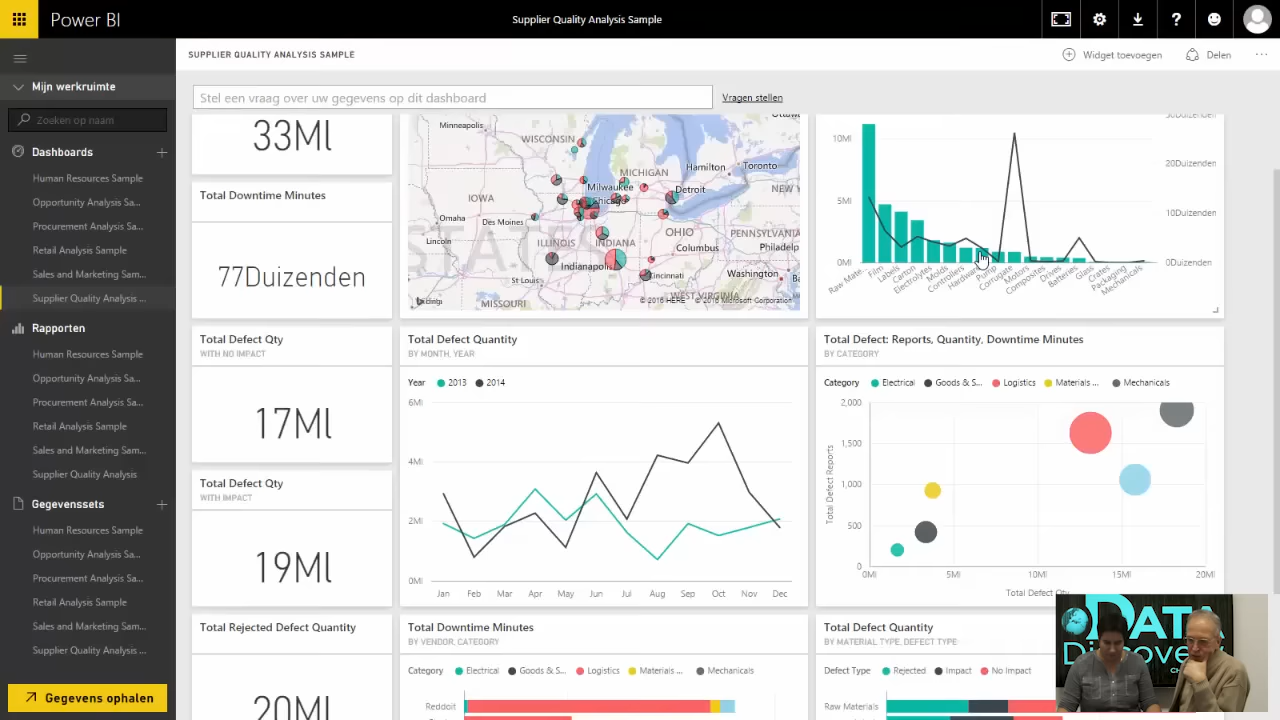 Power BI
Supplier Quality Analysis Sample
SUPPLIER QUALITY ANALYSIS SAMPLE
Widget toevoegen
Delen
Mijn werkruimte
Stel een vraag over uw gegevens op dit dashboard
Vragen stellen
Zoeken op naam
Dashboards
Human Resources Sample
Opportunity Analysis Sa...
Procurement Analysis Sa...
Retail Analysis Sample
Sales and Marketing Sam...
Supplier Quality Analysis ...
Rapporten
Human Resources Sample
Opportunity Analysis Sa...
Procurement Analysis Sa...
Retail Analysis Sample
Sales and Marketing Sam...
Supplier Quality Analysis
Gegevenssets
Human Resources Sample
Opportunity Analysis Sa...
Procurement Analysis Sa...
Retail Analysis Sample
Sales and Marketing Sam...
Supplier Quality Analysis ...
Gegevens ophalen
33Ml
Total Downtime Minutes
77Duizenden
Minneapolis
WISCONSIN
Ottawa
MICHIGAN
Hamilton
Toronto
Milwaukee
Detroit
NEW Y
IOWA
Chicago
Omaha
Des Moines
OHIO
PENNSYLVANIA
Lincoln
ILLINOIS
INDIANA
Columbus
Philadelp
STATES
Indianapolis
Cincinnati
Washington
St Louis
MISSOURI
WEST VIRGINIA
bing
© 2016 HERE
© 2016 Microsoft Corporation
10Ml
5Ml
0Ml
30Duizenden
20Duizenden
10Duizenden
0Duizenden
Raw Mate...
Film
Labels
Carton
Electrolytes
Molds
Controllers
Hardware
Pump
Corrugate
Motors
Composites
Drives
Batteries
Glass
Crates
Packaging
Mechanicals
Total Defect Qty
WITH NO IMPACT
17Ml
Total Defect Qty
WITH IMPACT
19Ml
Total Defect Quantity
BY MONTH, YEAR
Year 2013 2014
6Ml
4Ml
2Ml
0Ml
Jan Feb Mar Apr May Jun Jul Aug Sep Oct Nov Dec
Total Defect: Reports, Quantity, Downtime Minutes
BY CATEGORY
Category Electrical Goods & S... Logistics Materials ... Mechanicals
Total Defect Reports
2,000
1,500
1,000
500
0
0Ml 5Ml 10Ml 15Ml 20Ml
Total Defect Qty
Total Rejected Defect Quantity
20Ml
Total Downtime Minutes
BY VENDOR, CATEGORY
Category Electrical Goods & S... Logistics Materials ... Mechanicals
Reddoit
Total Defect Quantity
BY MATERIAL TYPE, DEFECT TYPE
Defect Type Rejected Impact No Impact
Raw Materials
DATA